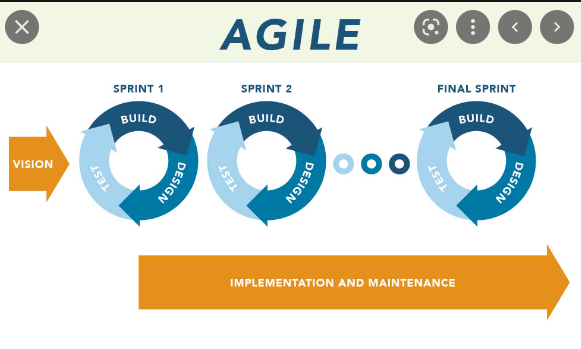 AGILE
SPRINT 1
SPRINT 2
FINAL SPRINT
VISION
BUILD
DESIGN
TEST
BUILD
DESIGN
TEST
BUILD
DESIGN
TEST
IMPLEMENTATION AND MAINTENANCE